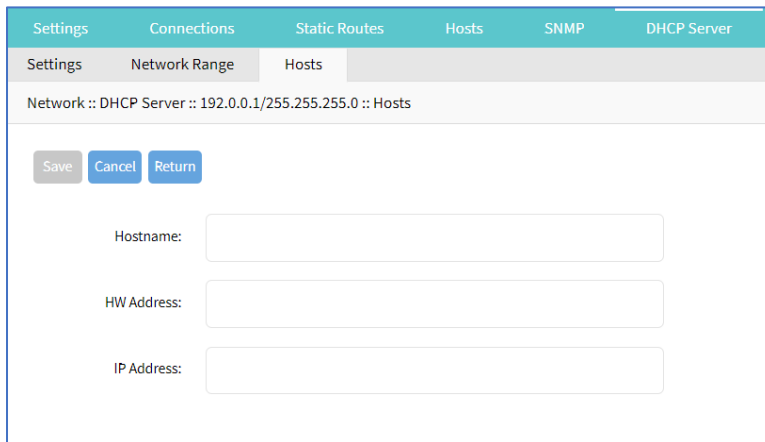 Settings Connections Static Routes Hosts SNMP DHCP Server
Settings Network Range Hosts
Network :: DHCP Server :: 192.0.0.1/255.255.255.0 :: Hosts
Save Cancel Return
Hostname:
HW Address:
IP Address: